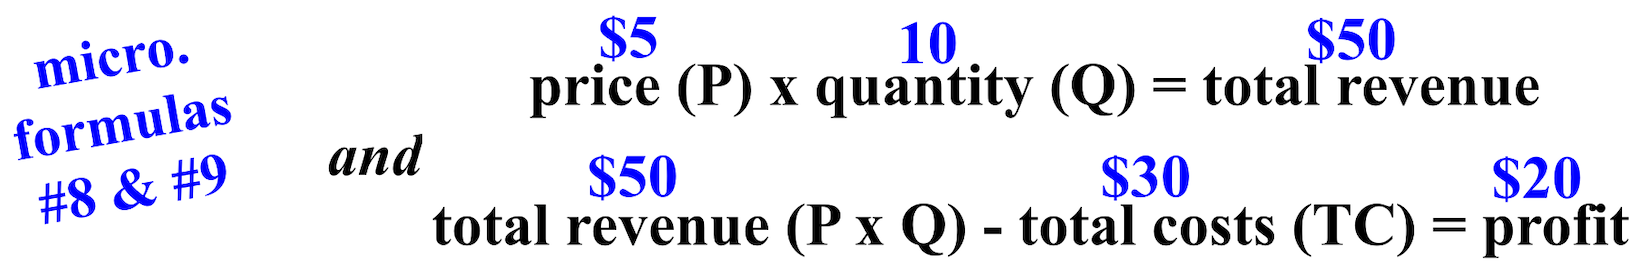 micro.
formulas
#8 & #9
$5 10 $50
price (P) x quantity (Q) = total revenue
and
$50 $30 $20
total revenue (P x Q) - total costs (TC) = profit